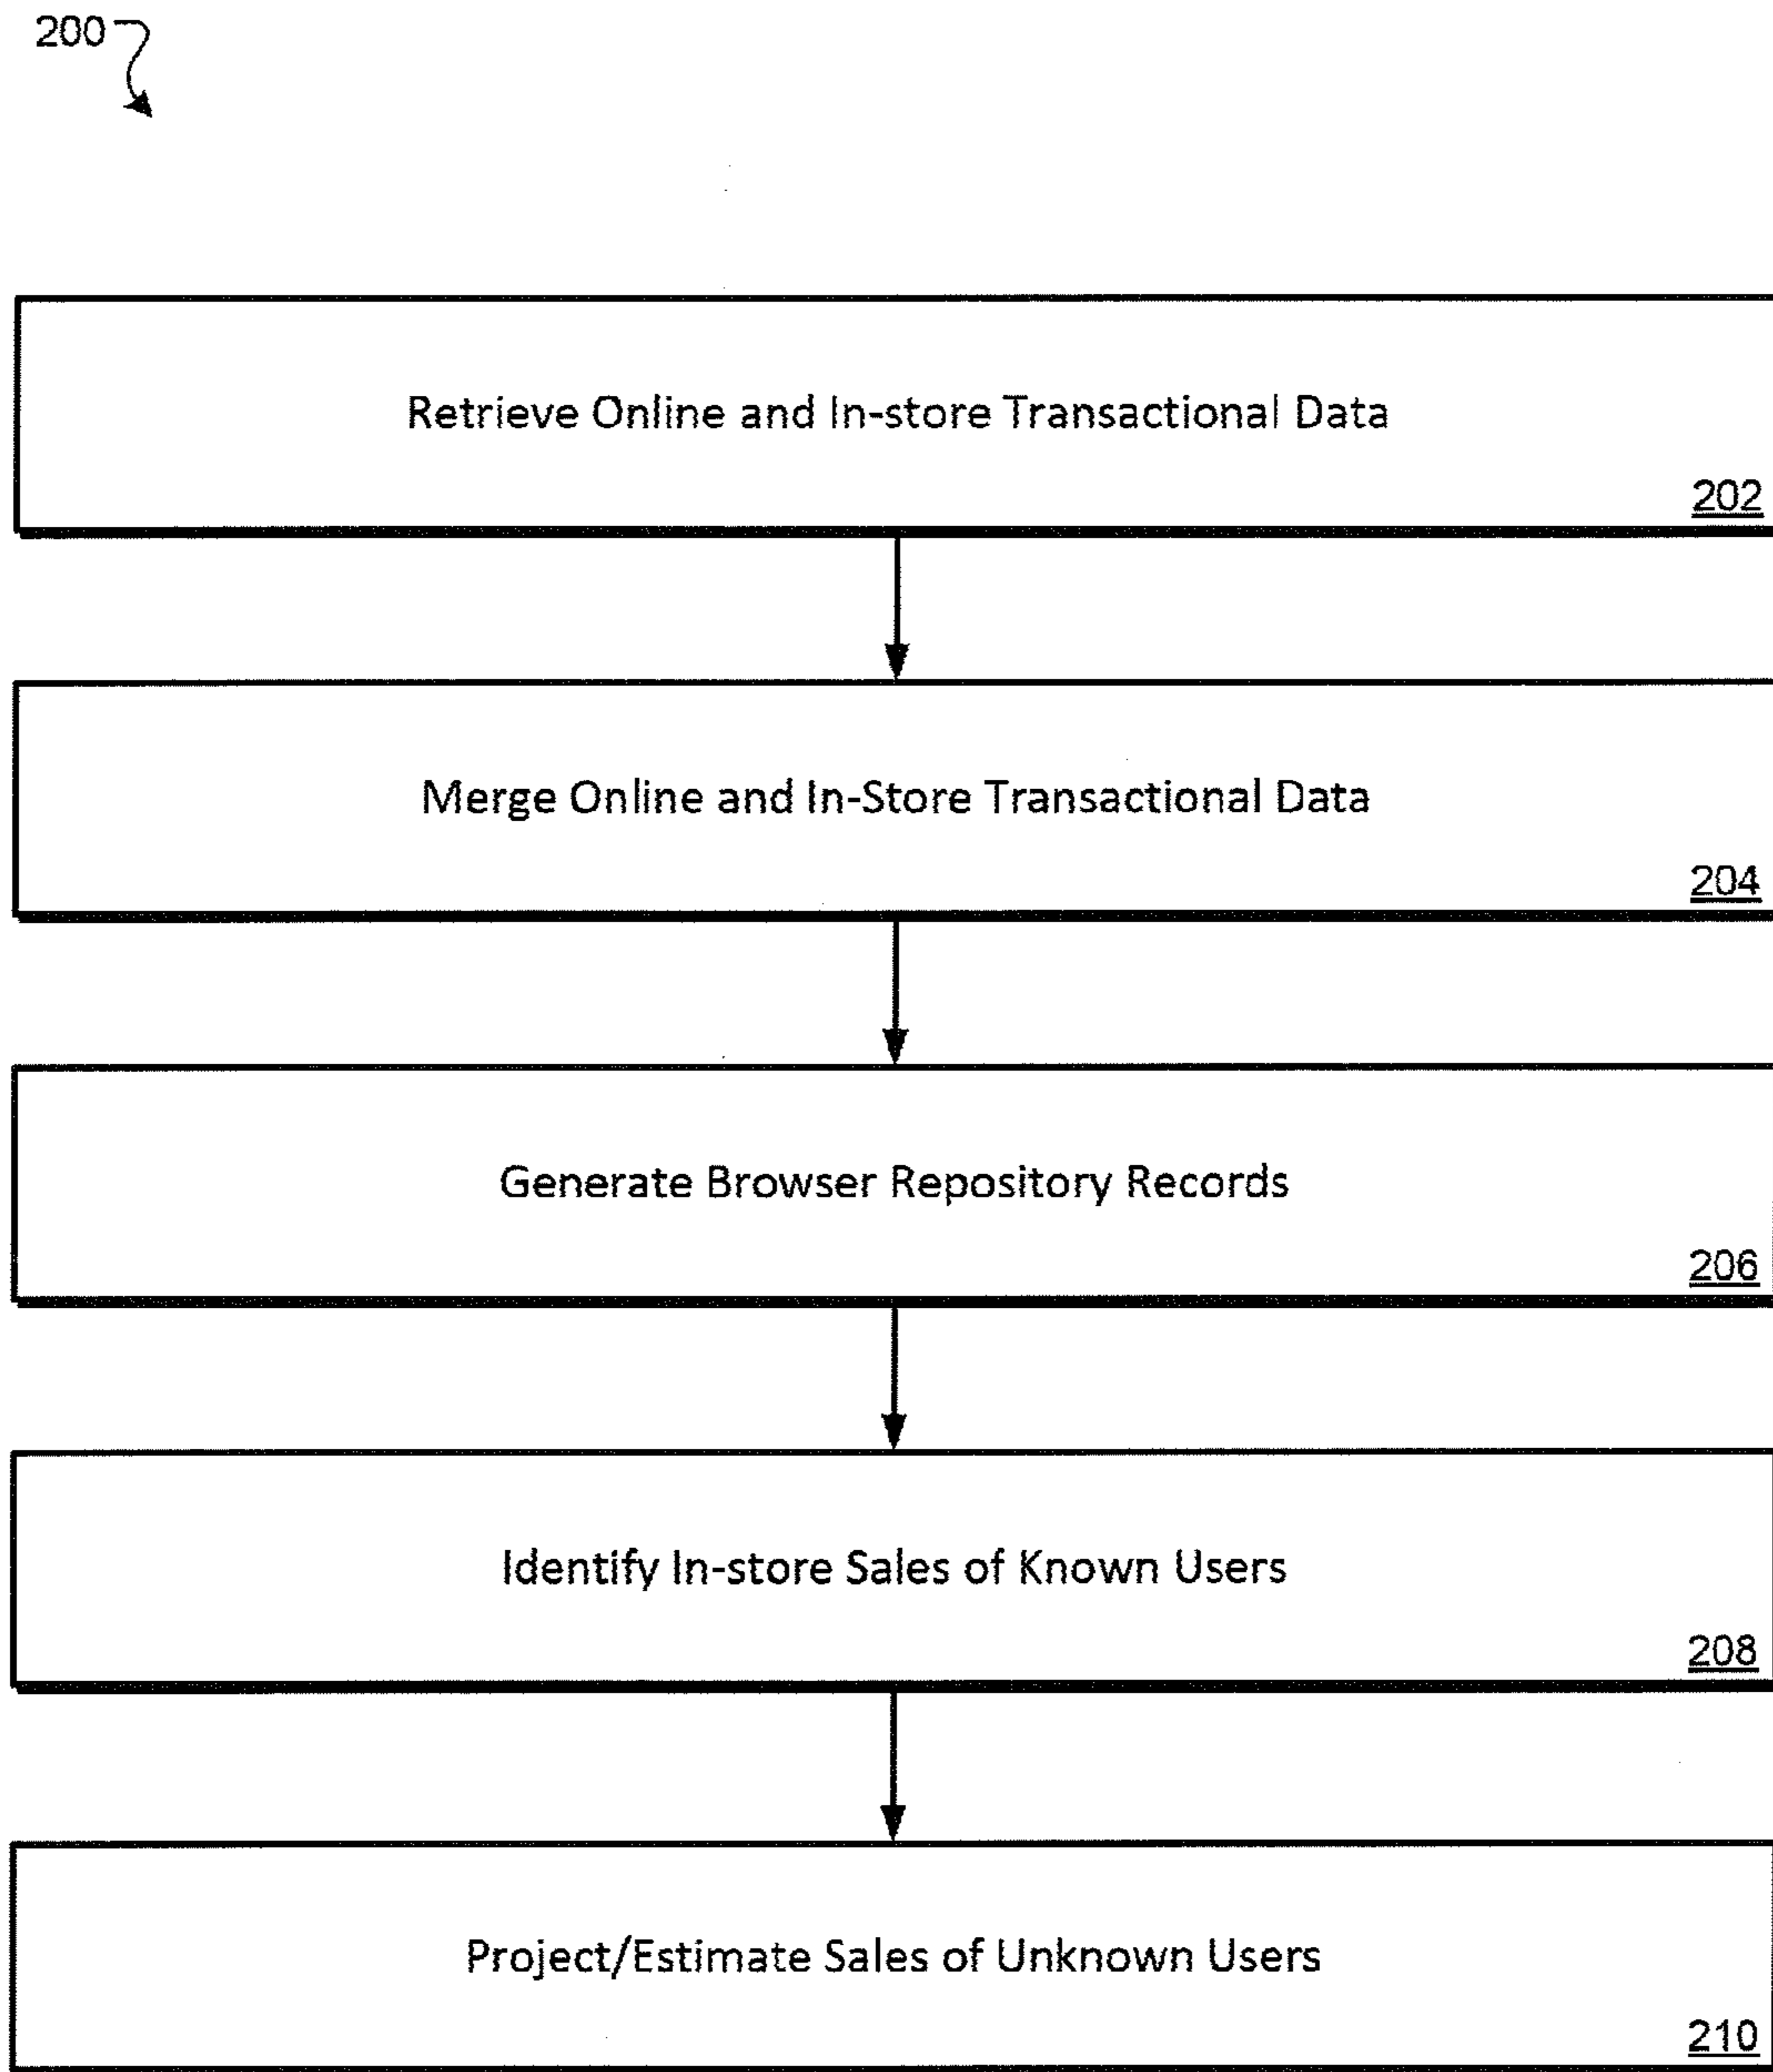 200
Retrieve Online and In-store Transactional Data
202
Merge Online and In-Store Transactional Data
204
Generate Browser Repository Records
206
Identify In-store Sales of Known Users
208
Project/Estimate Sales of Unknown Users
210